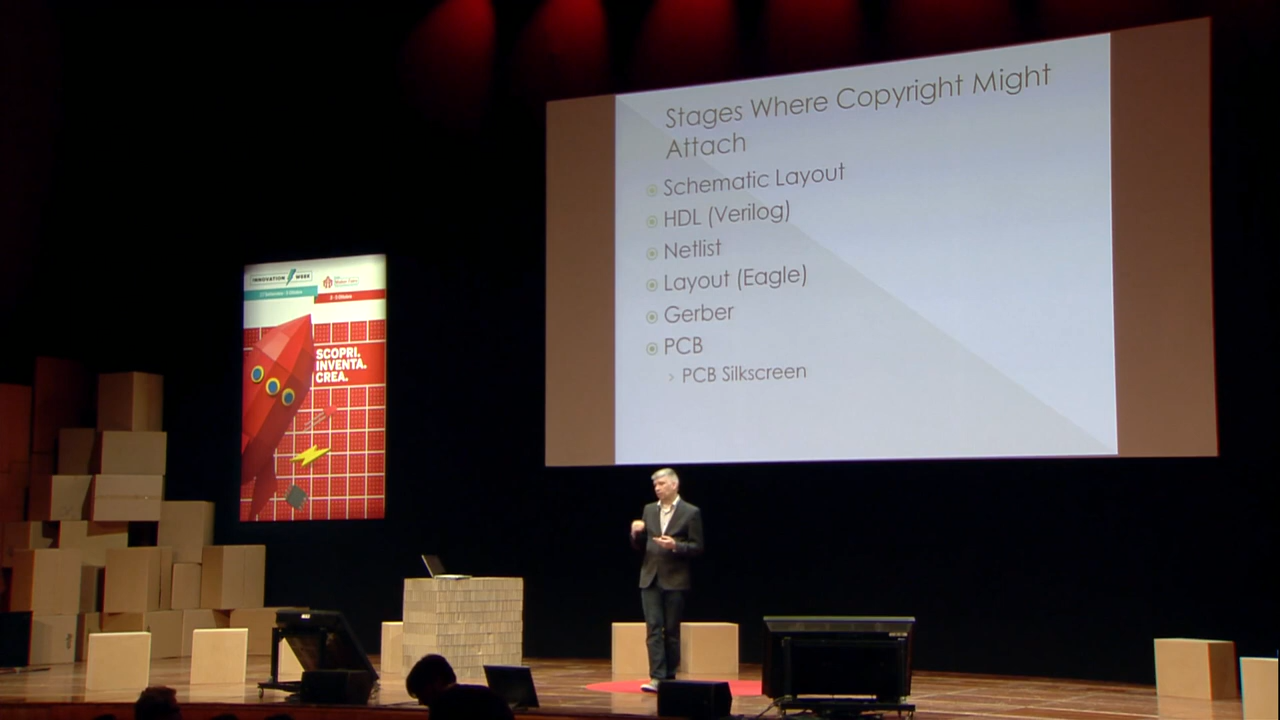 Stages Where Copyright Might
Attach
Schematic Layout
HDL (Verilog)
Netlist
Layout (Eagle)
Gerber
PCB
PCB Silkscreen
INNOVATION WEEK
SCOPRI.
INVENTA.
CREA.